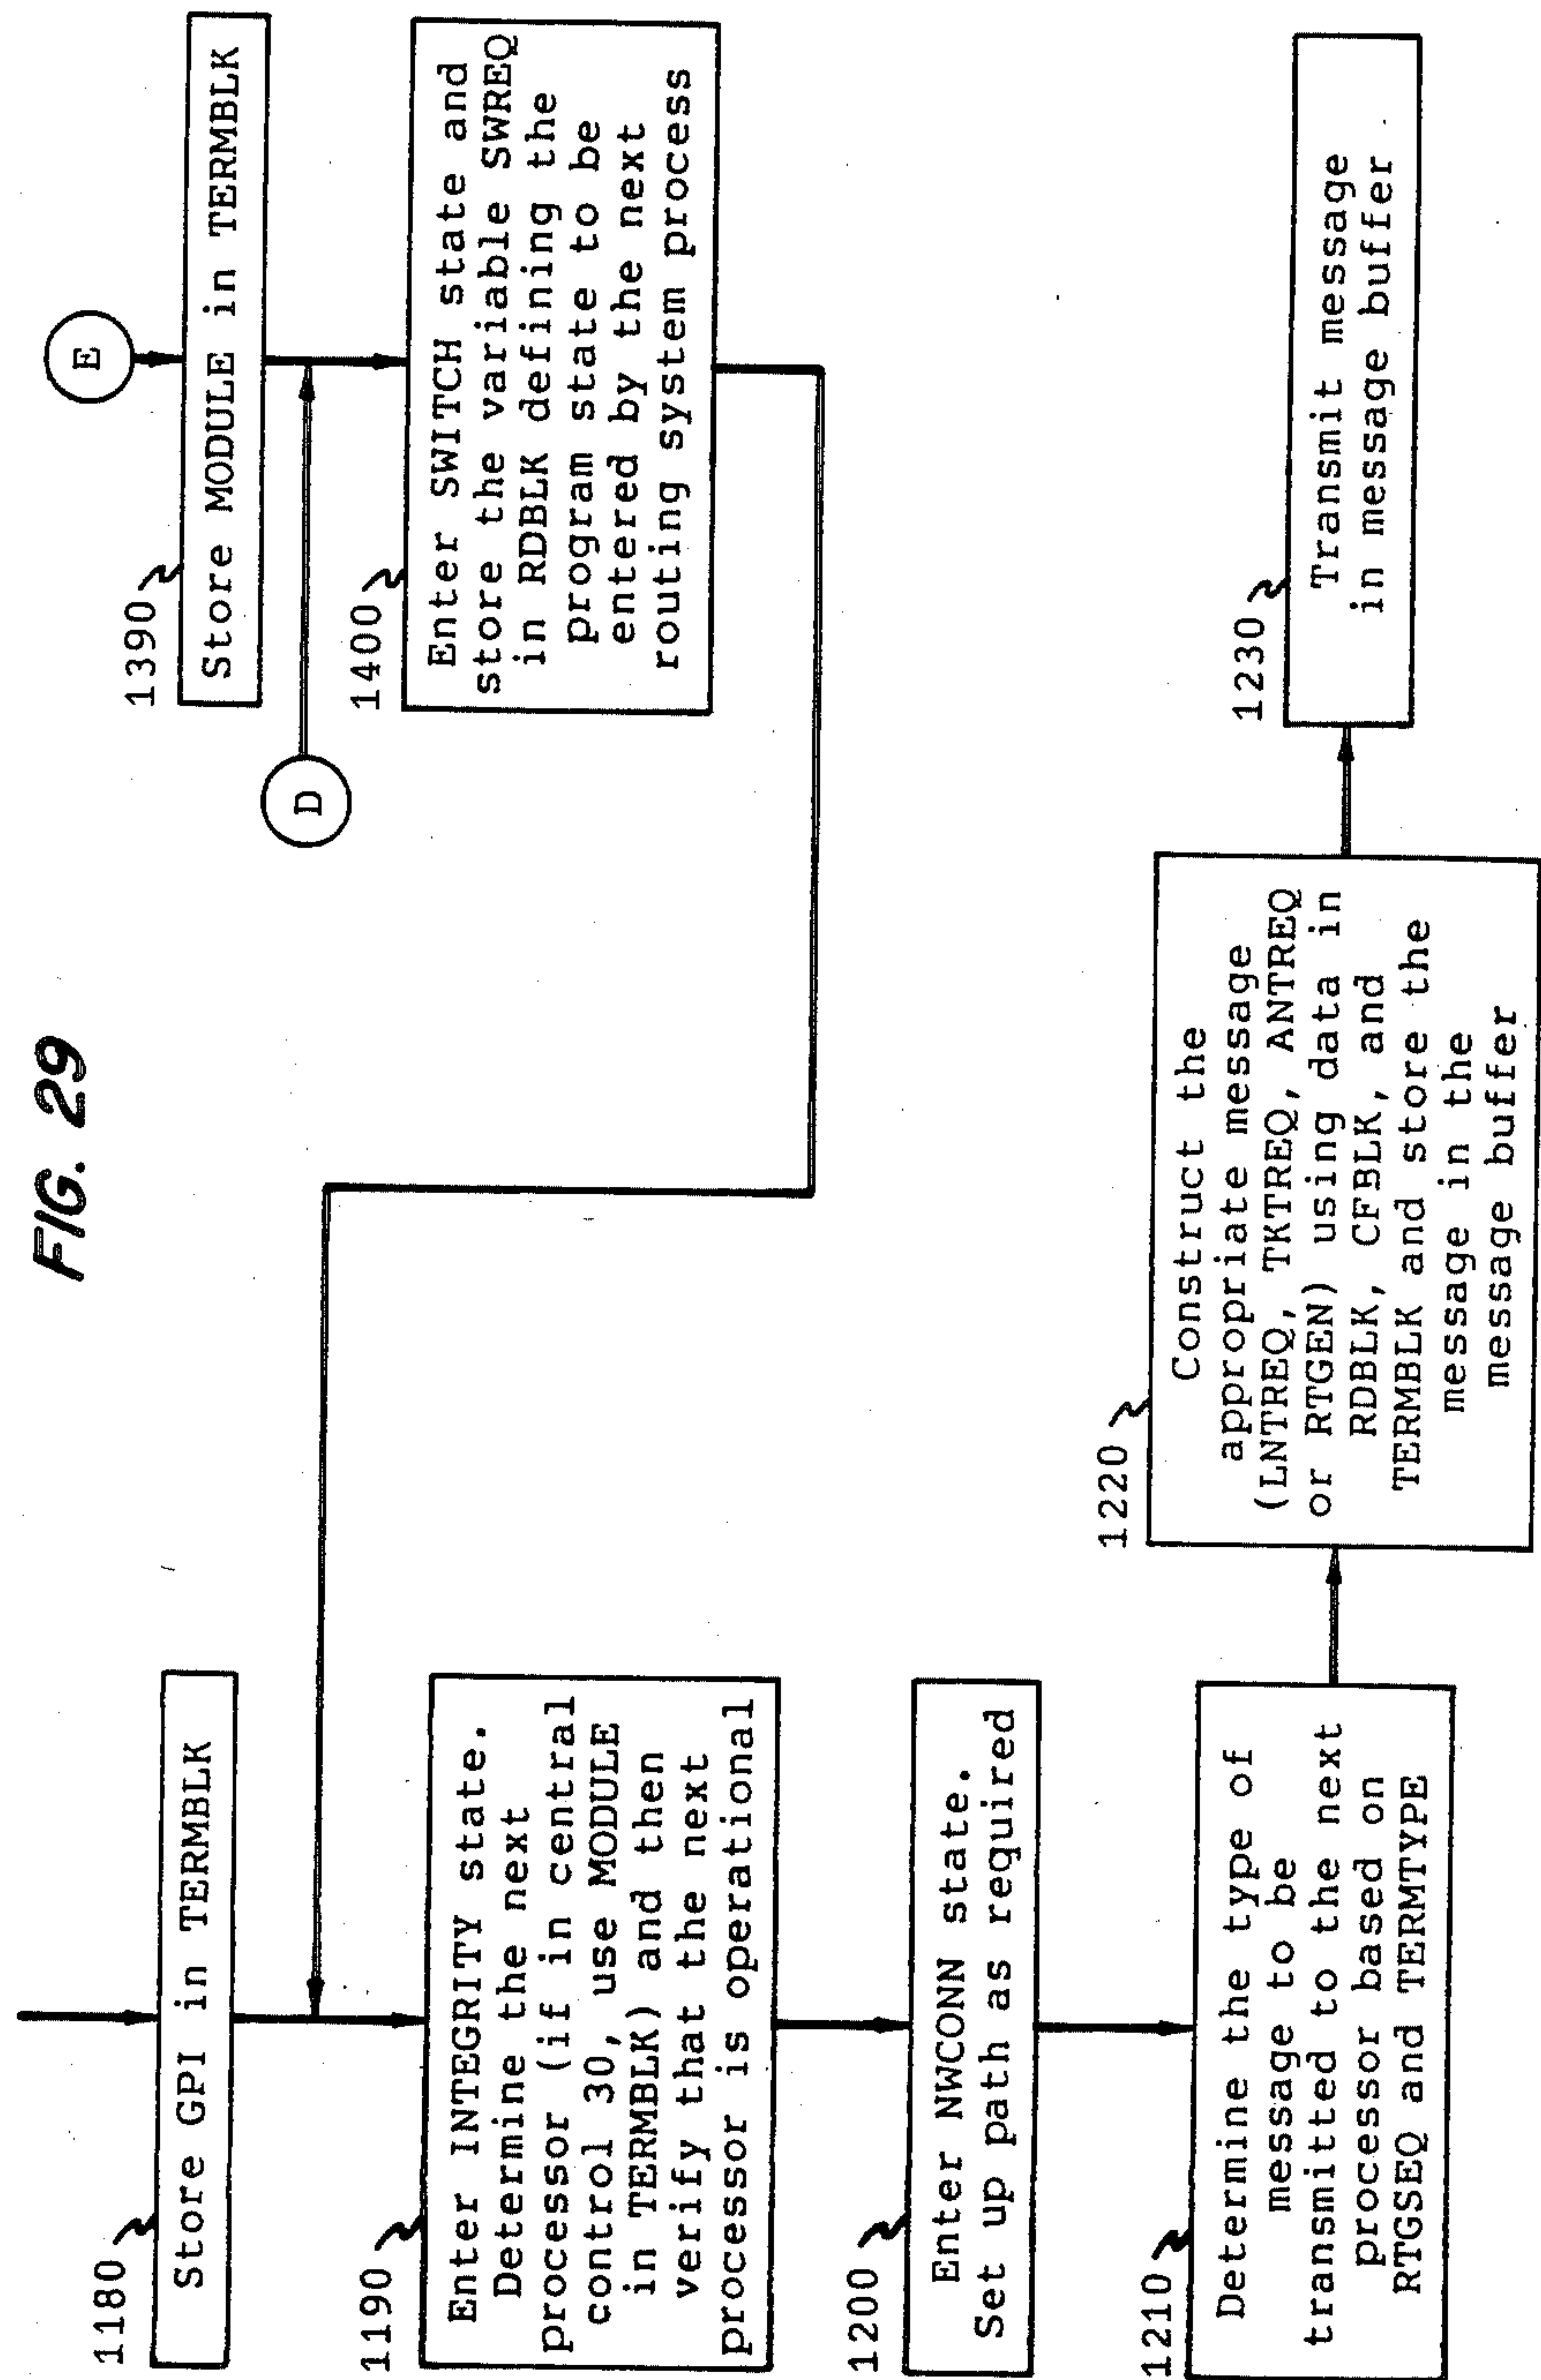 FIG. 29
1180
Store GPI in TERMBLK
1190
Enter INTEGRITY state.
Determine the next
processor (if in central
control 30, use MODULE
in TERMBLK) and then
verify that the next
processor is operational
1200
Enter NWCONN state.
Set up path as required
1210
Determine the type of
message to be
transmitted to the next
processor based on
RTGSEQ and TERMTYPE
1220
Construct the
appropriate message
(LNTREQ, TKTREQ, ANTREQ
or RTGEN) using data in
RDBLK, CFBLK, and
TERMBLK and store the
message in the
message buffer
1230
Transmit message
in message buffer
E
1390
Store MODULE in TERMBLK
D
1400
Enter SWITCH state and
store the variable SWREQ
in RDBLK defining the
program state to be
entered by the next
routing system process